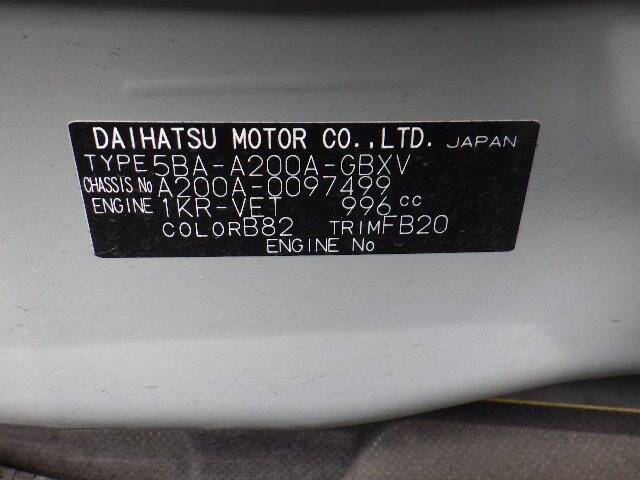 DAIHATSU MOTOR CO.,LTD. JAPAN
TYPE 5BA-A200A-GBXV
CHASSIS No A200A-0097499
ENGINE 1KR-VET 996 cc
COLOR B82 TRIM FB20
ENGINE No